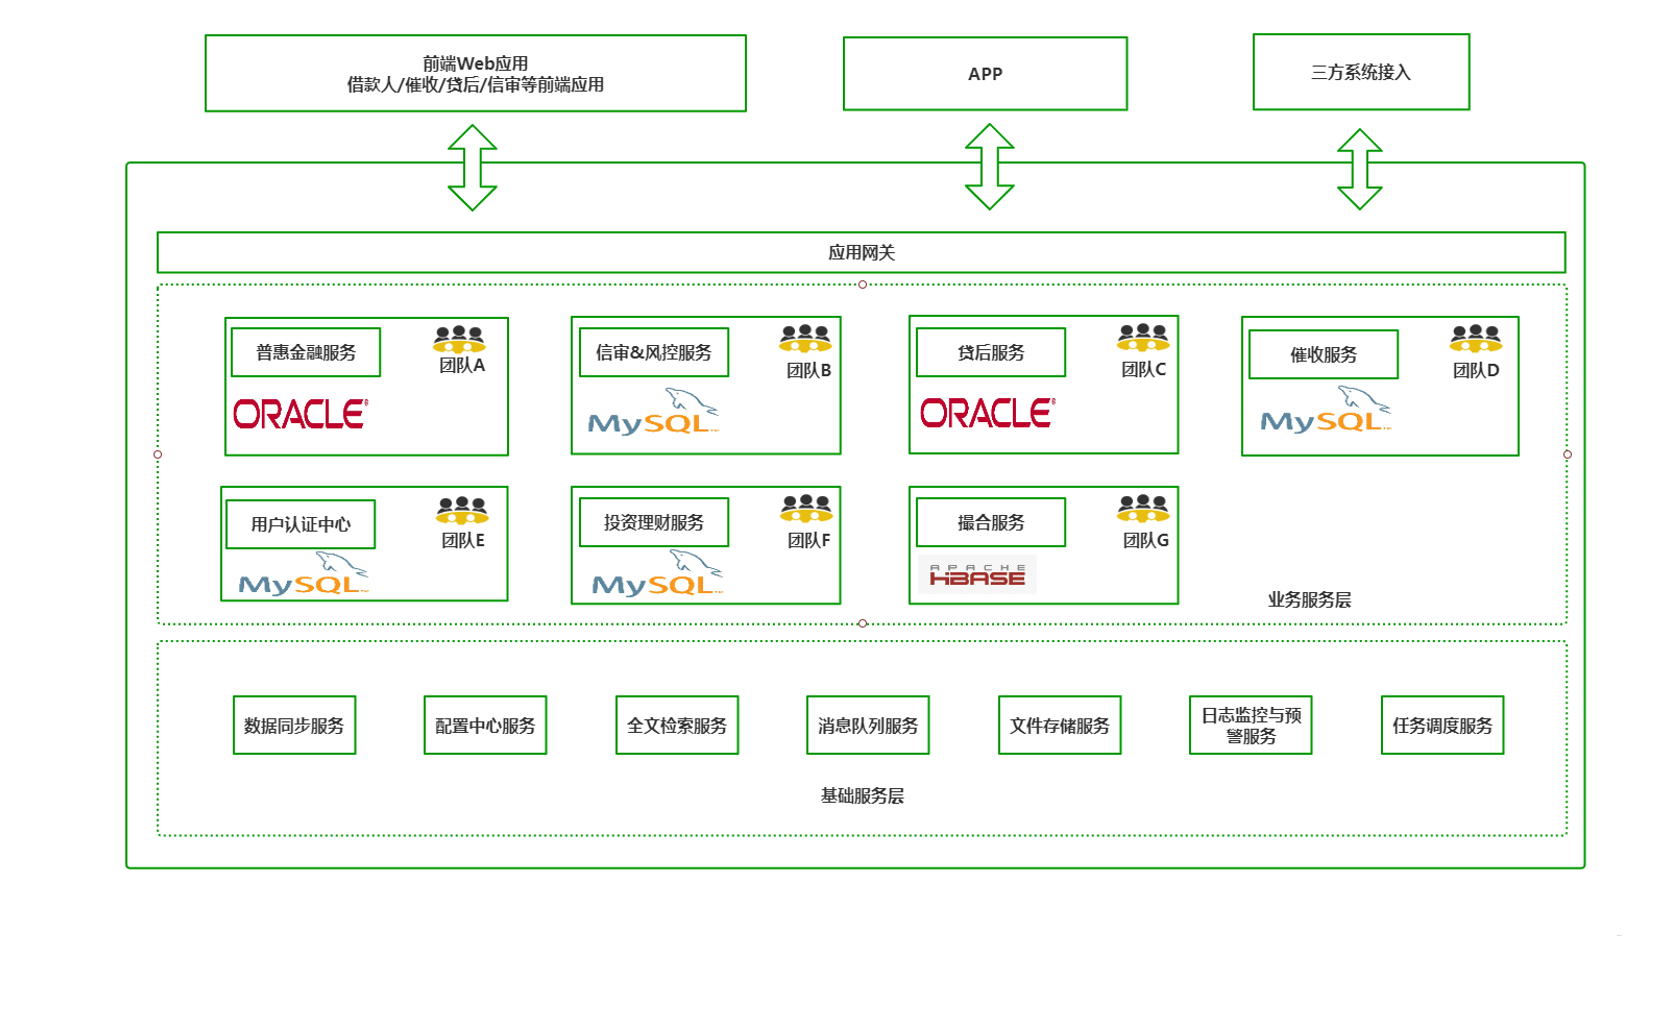 前端Web应用
借款人/催收/贷后/信审等前端应用
APP
三方系统接入
应用网关
普惠金融服务
团队A
ORACLE®
信审&风控服务
团队B
MySQL™
贷后服务
团队C
ORACLE®
催收服务
团队D
MySQL™
用户认证中心
团队E
MySQL™
投资理财服务
团队F
MySQL™
撮合服务
团队G
APACHE
HBASE
业务服务层
数据同步服务
配置中心服务
全文检索服务
消息队列服务
文件存储服务
日志监控与预
警服务
任务调度服务
基础服务层